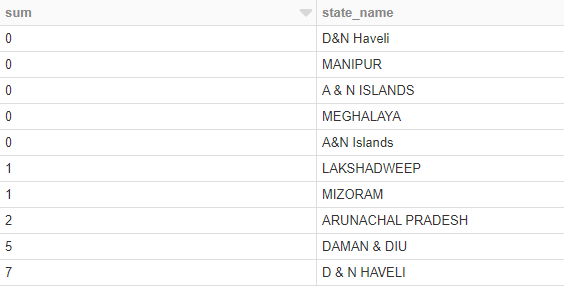 sum state_name
0 D&N Haveli
0 MANIPUR
0 A & N ISLANDS
0 MEGHALAYA
0 A&N Islands
1 LAKSHADWEEP
1 MIZORAM
2 ARUNACHAL PRADESH
5 DAMAN & DIU
7 D & N HAVELI